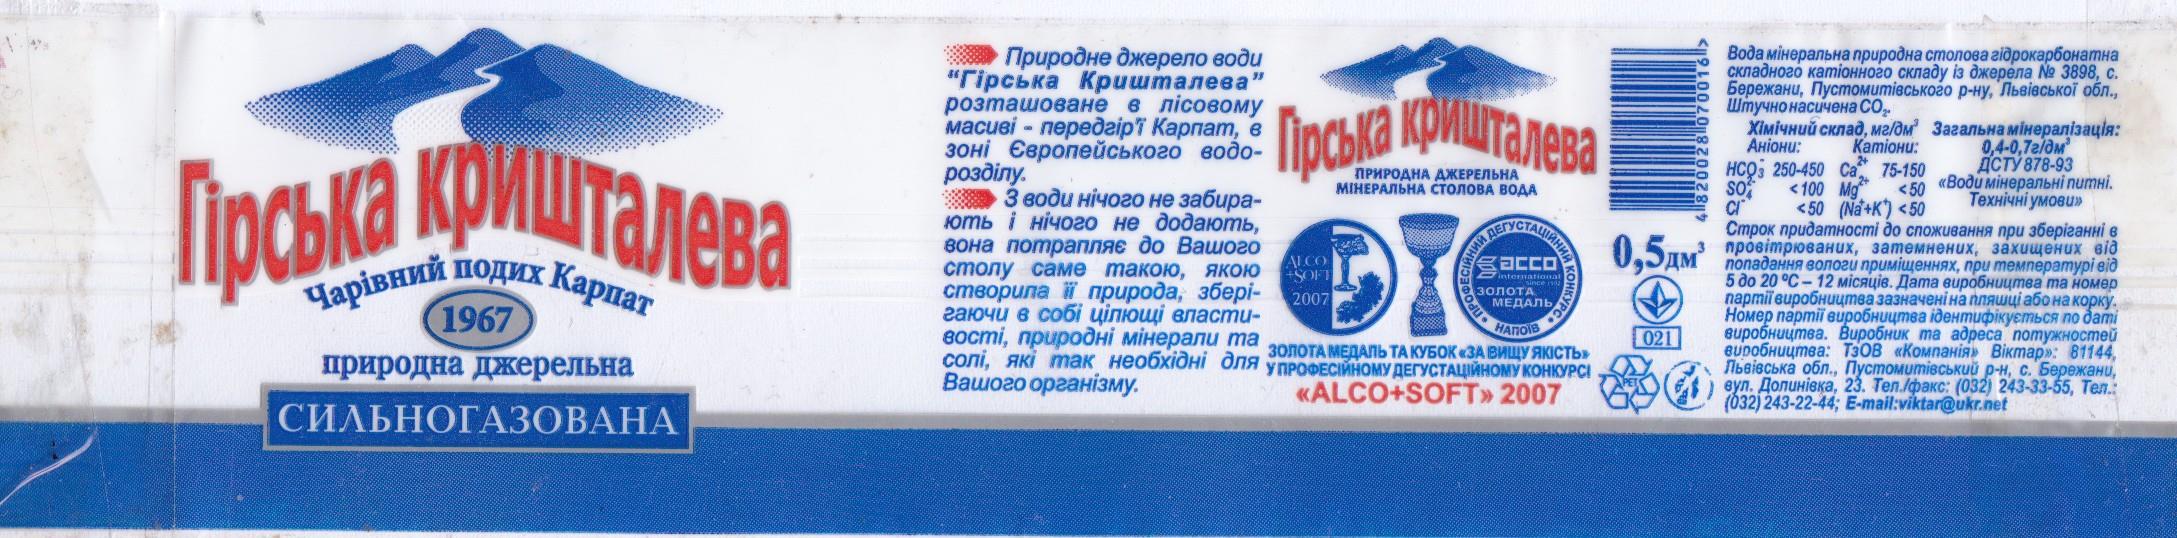 Гірська кришталева
Чарівний подих Карпат
1967
природна джерельна
СИЛЬНОГАЗОВАНА
Природне джерело води
"Гірська Кришталева"
розташоване в лісовому
масиві - передгір'ї Карпат, в
зоні Європейського водо-
розділу.
З води нічого не забира-
ють і нічого не додають,
вона потрапляє до Вашого
столу саме такою, якою
створила її природа, збері-
гаючи в собі цілющі власти-
вості, природні мінерали та
солі, які так необхідні для
Вашого організму.
Гірська кришталева
ПРИРОДНА ДЖЕРЕЛЬНА
МІНЕРАЛЬНА СТОЛОВА ВОДА
ALCO
+SOFT
2007
ПРОФЕСІЙНИЙ ДЕГУСТАЦІЙНИЙ КОНКУРС
acco
international
since 1992
ЗОЛОТА
МЕДАЛЬ
НАПОЇВ
ЗОЛОТА МЕДАЛЬ ТА КУБОК «ЗА ВИЩУ ЯКІСТЬ»
У ПРОФЕСІЙНОМУ ДЕГУСТАЦІЙНОМУ КОНКУРСІ
«ALCO+SOFT» 2007
4 820028 070016 >
0,5дм³
021
PET
Вода мінеральна природна столова гідрокарбонатна
складного катіонного складу із джерела № 3898, с.
Бережани, Пустомитівського р-ну, Львівської обл.,
Штучно насичена CO₂.
Хімічний склад, мг/дм³ Загальна мінералізація:
Аніони: Катіони: 0,4-0,7г/дм³
HCO₃⁻ 250-450 Ca²⁺ 75-150 ДСТУ 878-93
SO₄²⁻ <100 Mg²⁺ <50 «Води мінеральні питні.
Cl⁻ <50 (Na⁺+K⁺) <50 Технічні умови»
Строк придатності до споживання при зберіганні в
провітрюваних, затемнених, захищених від
попадання вологи приміщеннях, при температурі від
5 до 20 ºС – 12 місяців. Дата виробництва та номер
партії виробництва зазначені на пляшці або на корку.
Номер партії виробництва ідентифікується по даті
виробництва. Виробник та адреса потужностей
виробництва: ТзОВ «Компанія» Віктар»: 81144,
Львівська обл., Пустомитівський р-н, с. Бережани,
вул. Долинівка, 23. Тел./факс: (032) 243-33-55, Тел.:
(032) 243-22-44; E-mail:viktar@ukr.net